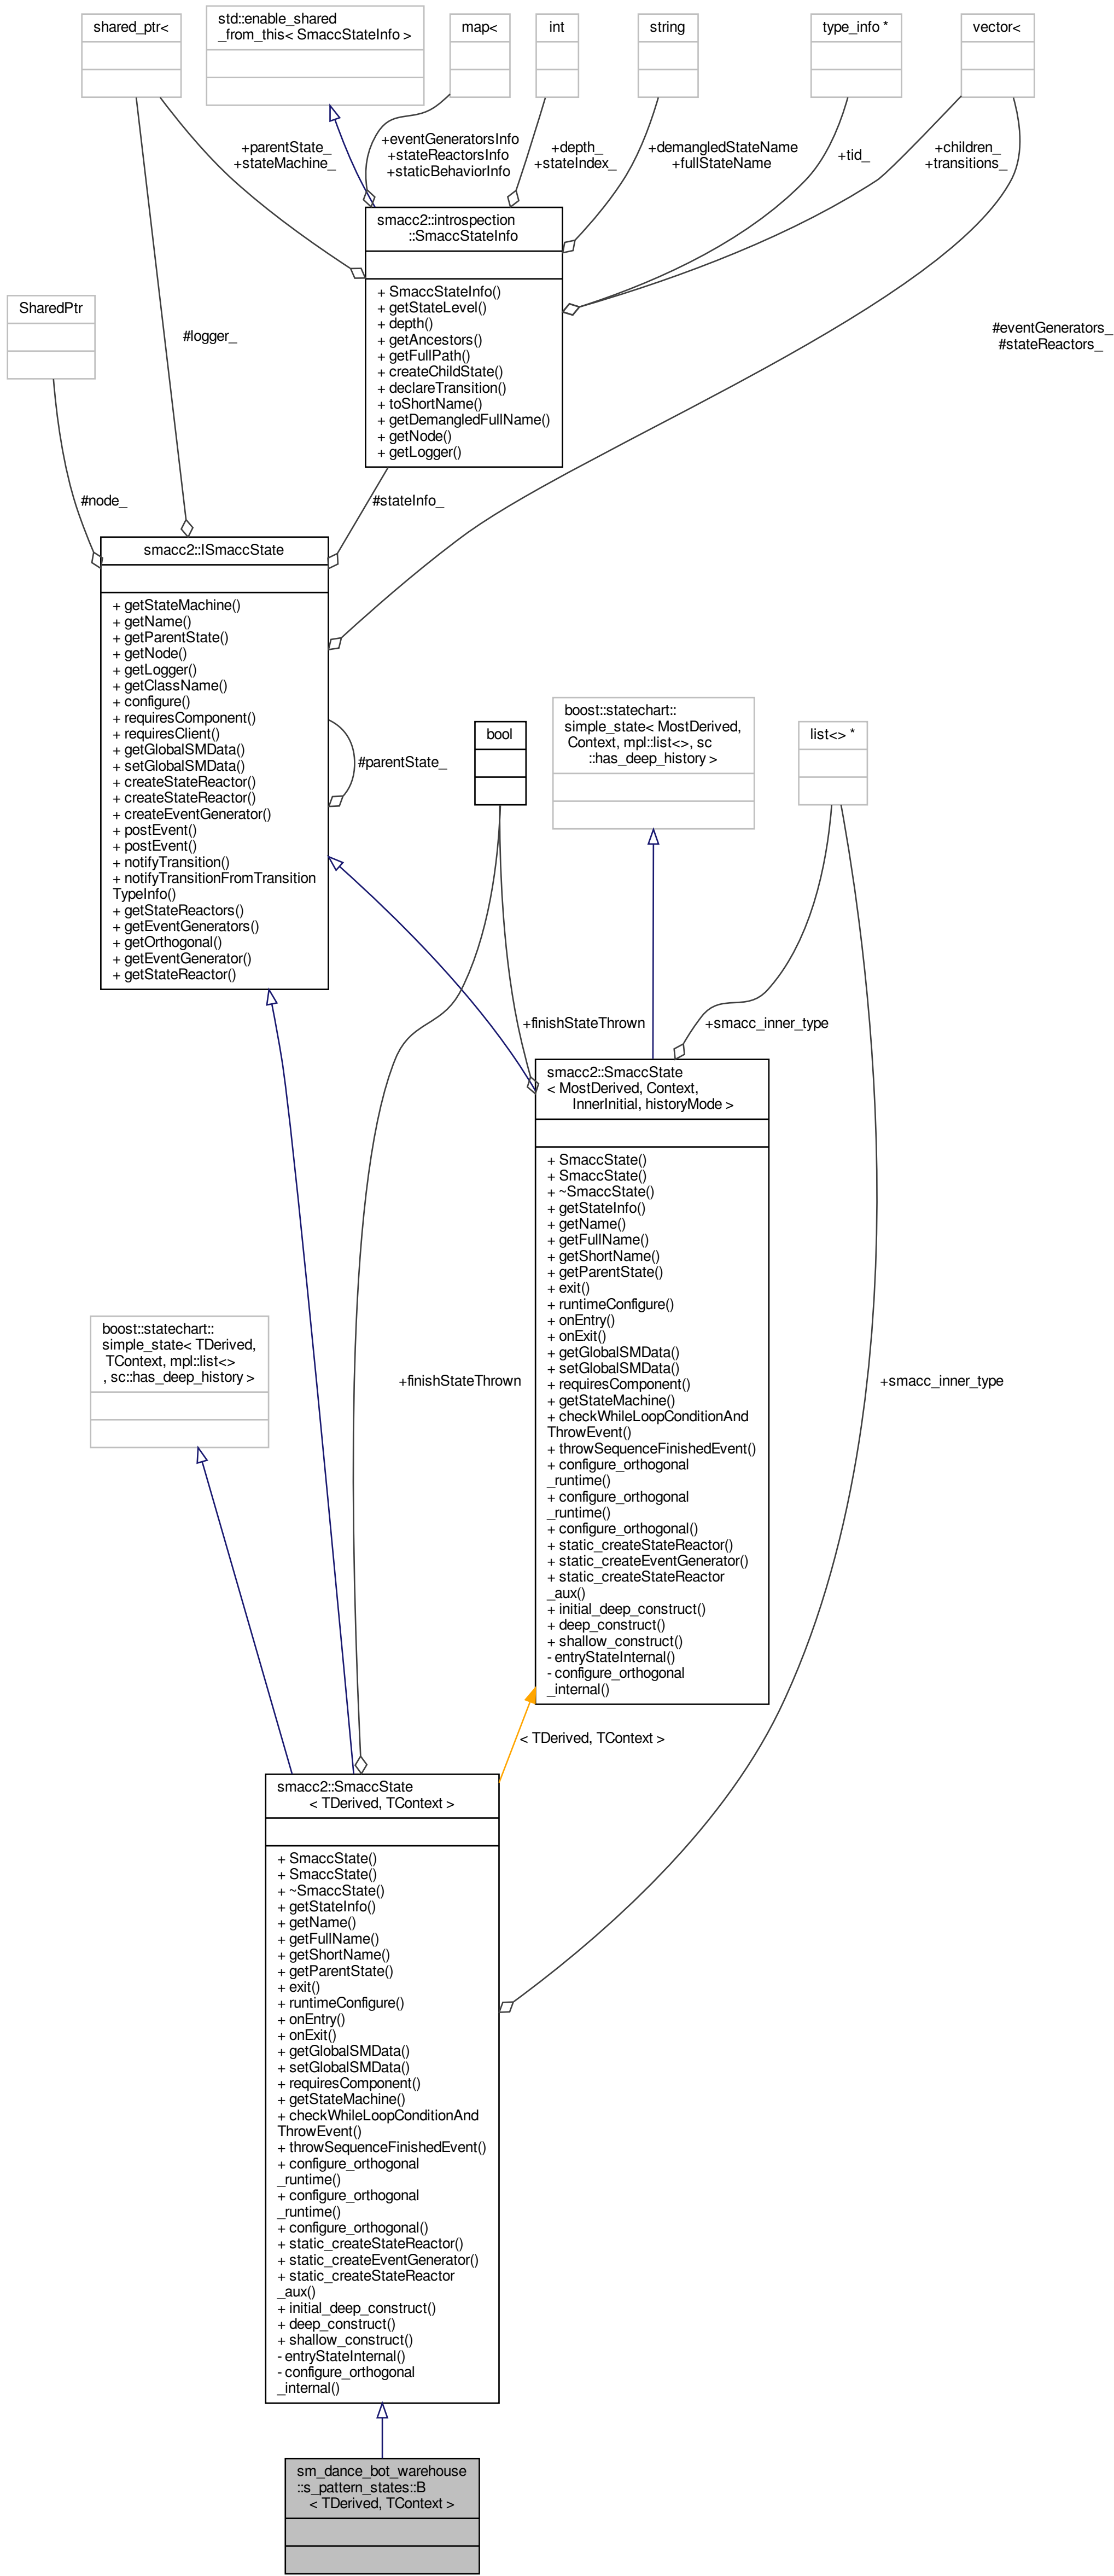 shared_ptr<
std::enable_shared
_from_this< SmaccStateInfo >
map<
int
string
type_info *
vector<
+parentState_
+stateMachine_
+eventGeneratorsInfo
+stateReactorsInfo
+staticBehaviorInfo
+depth_
+stateIndex_
+demangledStateName
+fullStateName
+tid_
+children_
+transitions_
smacc2::introspection
::SmaccStateInfo
+ SmaccStateInfo()
+ getStateLevel()
+ depth()
+ getAncestors()
+ getFullPath()
+ createChildState()
+ declareTransition()
+ toShortName()
+ getDemangledFullName()
+ getNode()
+ getLogger()
SharedPtr
#logger_
#eventGenerators_
#stateReactors_
#node_
#stateInfo_
smacc2::ISmaccState
+ getStateMachine()
+ getName()
+ getParentState()
+ getNode()
+ getLogger()
+ getClassName()
+ configure()
+ requiresComponent()
+ requiresClient()
+ getGlobalSMData()
+ setGlobalSMData()
+ createStateReactor()
+ createStateReactor()
+ createEventGenerator()
+ postEvent()
+ postEvent()
+ notifyTransition()
+ notifyTransitionFromTransition
TypeInfo()
+ getStateReactors()
+ getEventGenerators()
+ getOrthogonal()
+ getEventGenerator()
+ getStateReactor()
#parentState_
bool
boost::statechart::
simple_state< MostDerived,
Context, mpl::list<>, sc
::has_deep_history >
list<> *
+finishStateThrown
+smacc_inner_type
smacc2::SmaccState
< MostDerived, Context,
InnerInitial, historyMode >
+ SmaccState()
+ SmaccState()
+ ~SmaccState()
+ getStateInfo()
+ getName()
+ getFullName()
+ getShortName()
+ getParentState()
+ exit()
+ runtimeConfigure()
+ onEntry()
+ onExit()
+ getGlobalSMData()
+ setGlobalSMData()
+ requiresComponent()
+ getStateMachine()
+ checkWhileLoopConditionAnd
ThrowEvent()
+ throwSequenceFinishedEvent()
+ configure_orthogonal
_runtime()
+ configure_orthogonal
_runtime()
+ configure_orthogonal()
+ static_createStateReactor()
+ static_createEventGenerator()
+ static_createStateReactor
_aux()
+ initial_deep_construct()
+ deep_construct()
+ shallow_construct()
- entryStateInternal()
- configure_orthogonal
_internal()
boost::statechart::
simple_state< TDerived,
TContext, mpl::list<>
, sc::has_deep_history >
+finishStateThrown
+smacc_inner_type
< TDerived, TContext >
smacc2::SmaccState
< TDerived, TContext >
+ SmaccState()
+ SmaccState()
+ ~SmaccState()
+ getStateInfo()
+ getName()
+ getFullName()
+ getShortName()
+ getParentState()
+ exit()
+ runtimeConfigure()
+ onEntry()
+ onExit()
+ getGlobalSMData()
+ setGlobalSMData()
+ requiresComponent()
+ getStateMachine()
+ checkWhileLoopConditionAnd
ThrowEvent()
+ throwSequenceFinishedEvent()
+ configure_orthogonal
_runtime()
+ configure_orthogonal
_runtime()
+ configure_orthogonal()
+ static_createStateReactor()
+ static_createEventGenerator()
+ static_createStateReactor
_aux()
+ initial_deep_construct()
+ deep_construct()
+ shallow_construct()
- entryStateInternal()
- configure_orthogonal
_internal()
sm_dance_bot_warehouse
::s_pattern_states::B
< TDerived, TContext >